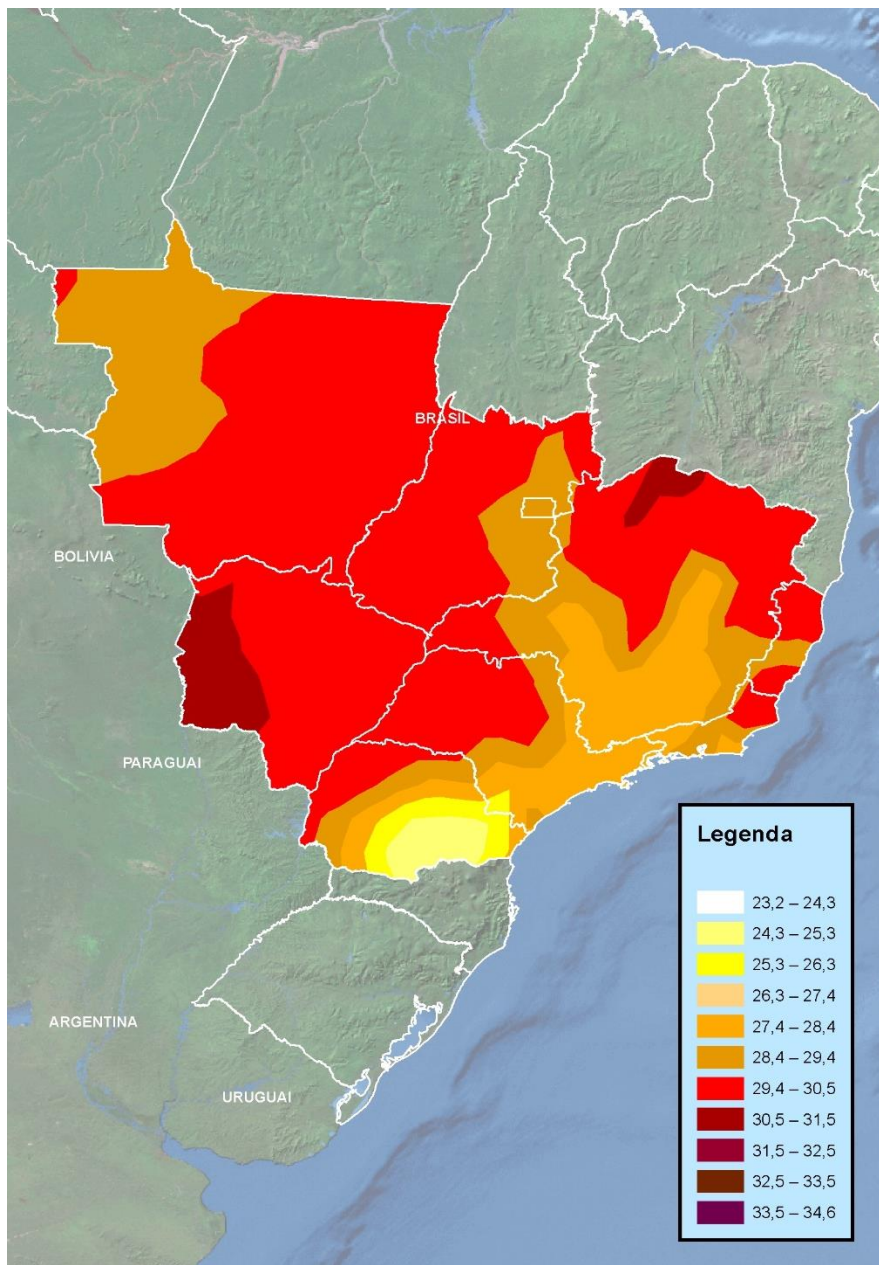 BRASIL
BOLIVIA
PARAGUAI
ARGENTINA
URUGUAI
Legenda
23,2 – 24,3
24,3 – 25,3
25,3 – 26,3
26,3 – 27,4
27,4 – 28,4
28,4 – 29,4
29,4 – 30,5
30,5 – 31,5
31,5 – 32,5
32,5 – 33,5
33,5 – 34,6